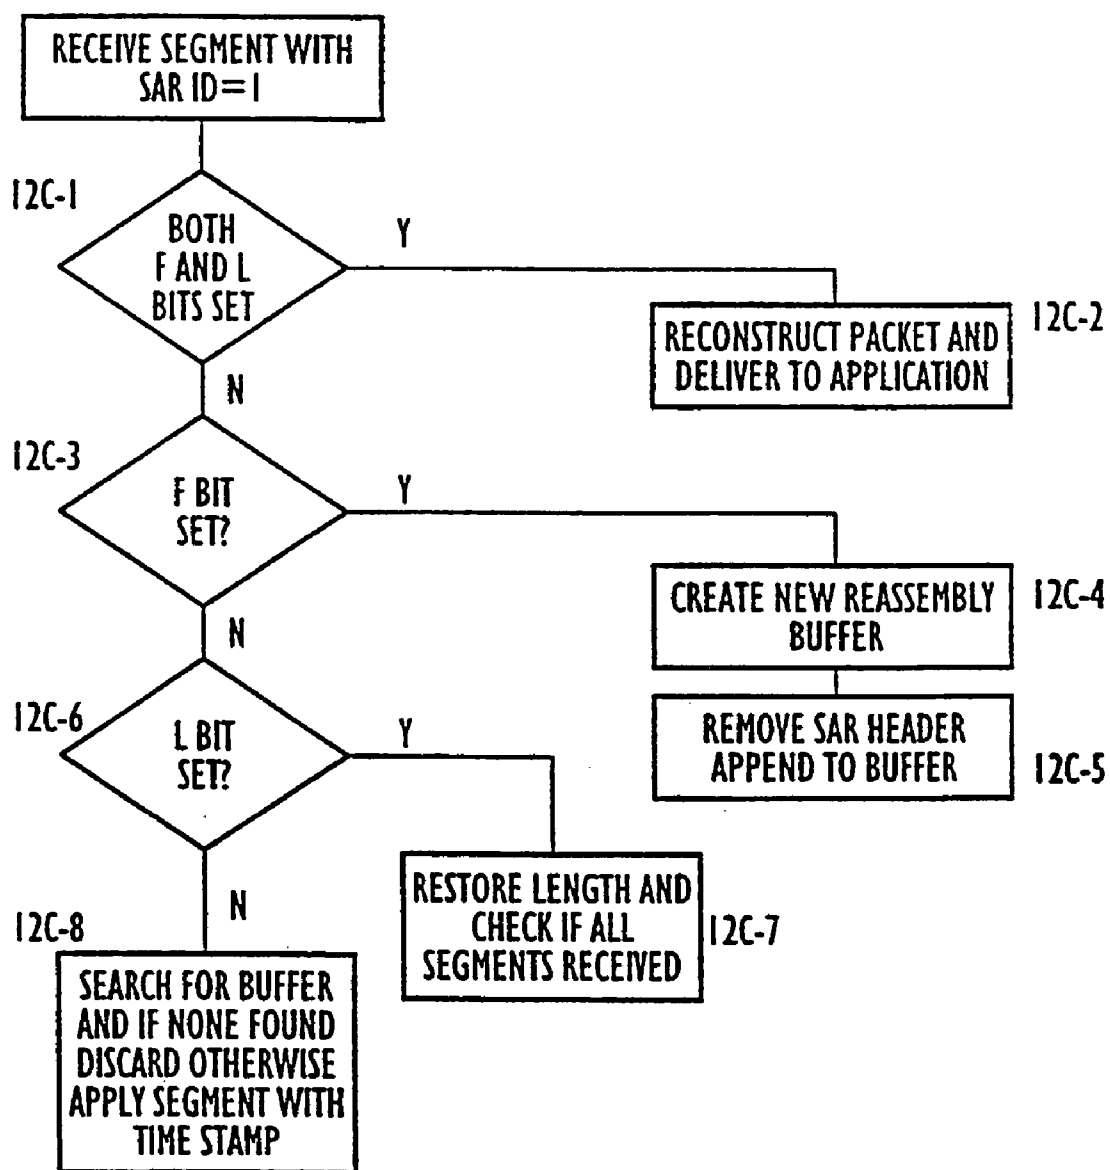 RECEIVE SEGMENT WITH
SAR ID=1
12C-1
BOTH
F AND L
BITS SET
Y
12C-2
RECONSTRUCT PACKET AND
DELIVER TO APPLICATION
N
12C-3
F BIT
SET?
Y
CREATE NEW REASSEMBLY
BUFFER
12C-4
N
REMOVE SAR HEADER
APPEND TO BUFFER
12C-5
12C-6
L BIT
SET?
Y
RESTORE LENGTH AND
CHECK IF ALL
SEGMENTS RECEIVED
12C-7
N
12C-8
SEARCH FOR BUFFER
AND IF NONE FOUND
DISCARD OTHERWISE
APPLY SEGMENT WITH
TIME STAMP